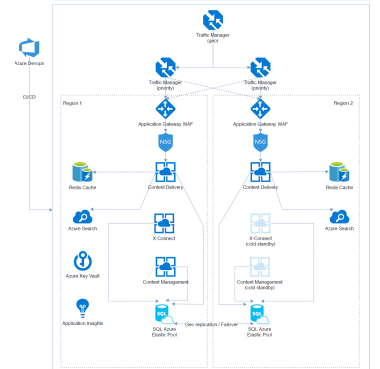 Traffic Manager
(geo)
Azure Devops
Traffic Manager
(priority)
Traffic Manager
(priority)
CI/CD
Region 1
Region 2
Application Gateway WAF
Application Gateway WAF
NSG
NSG
Redis Cache
Content Delivery
Content Delivery
Redis Cache
Azure Search
Azure Search
X-Connect
X-Connect
(cold standby)
Azure Key Vault
Content Management
Content Management
(cold standby)
SQL
SQL
Application Insights
Geo replication / Failover
SQL Azure
Elastic Pool
SQL Azure
Elastic Pool